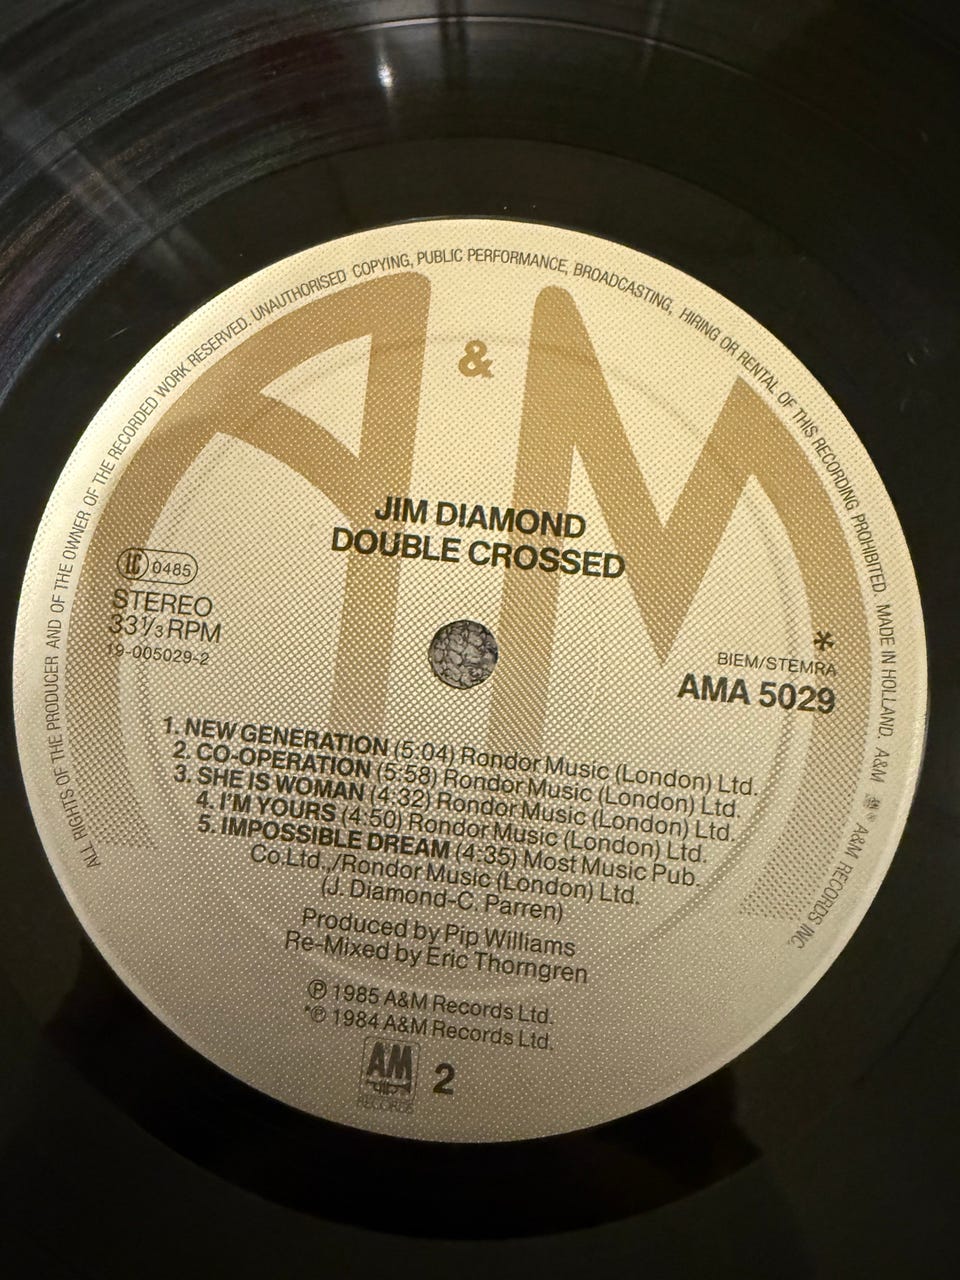 ALL RIGHTS OF THE PRODUCER AND OF THE OWNER OF THE RECORDED WORK RESERVED. UNAUTHORISED COPYING, PUBLIC PERFORMANCE, BROADCASTING, HIRING OR RENTAL OF THIS RECORDING PROHIBITED. MADE IN HOLLAND. A&M ® A&M RECORDS INC.
A & M
JIM DIAMOND
DOUBLE CROSSED
LC 0485
STEREO
33 1/3 RPM
19-005029-2
*
BIEM/STEMRA
AMA 5029
1. NEW GENERATION (5:04) Rondor Music (London) Ltd.
2. CO-OPERATION (5:58) Rondor Music (London) Ltd.
3. SHE IS WOMAN (4:32) Rondor Music (London) Ltd.
4. I'M YOURS (4:50) Rondor Music (London) Ltd.
5. IMPOSSIBLE DREAM (4:35) Most Music Pub.
Co.Ltd.,/Rondor Music (London) Ltd.
(J. Diamond-C. Parren)
Produced by Pip Williams
Re-Mixed by Eric Thorngren
℗ 1985 A&M Records Ltd.
*℗ 1984 A&M Records Ltd.
AM
RECORDS
2